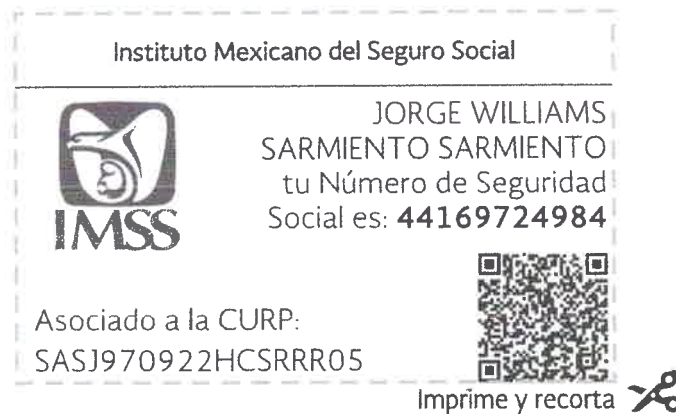 Instituto Mexicano del Seguro Social
JORGE WILLIAMS
SARMIENTO SARMIENTO
tu Número de Seguridad
Social es: 44169724984
IMSS
Asociado a la CURP:
SASJ970922HCSRRR05
Imprime y recorta